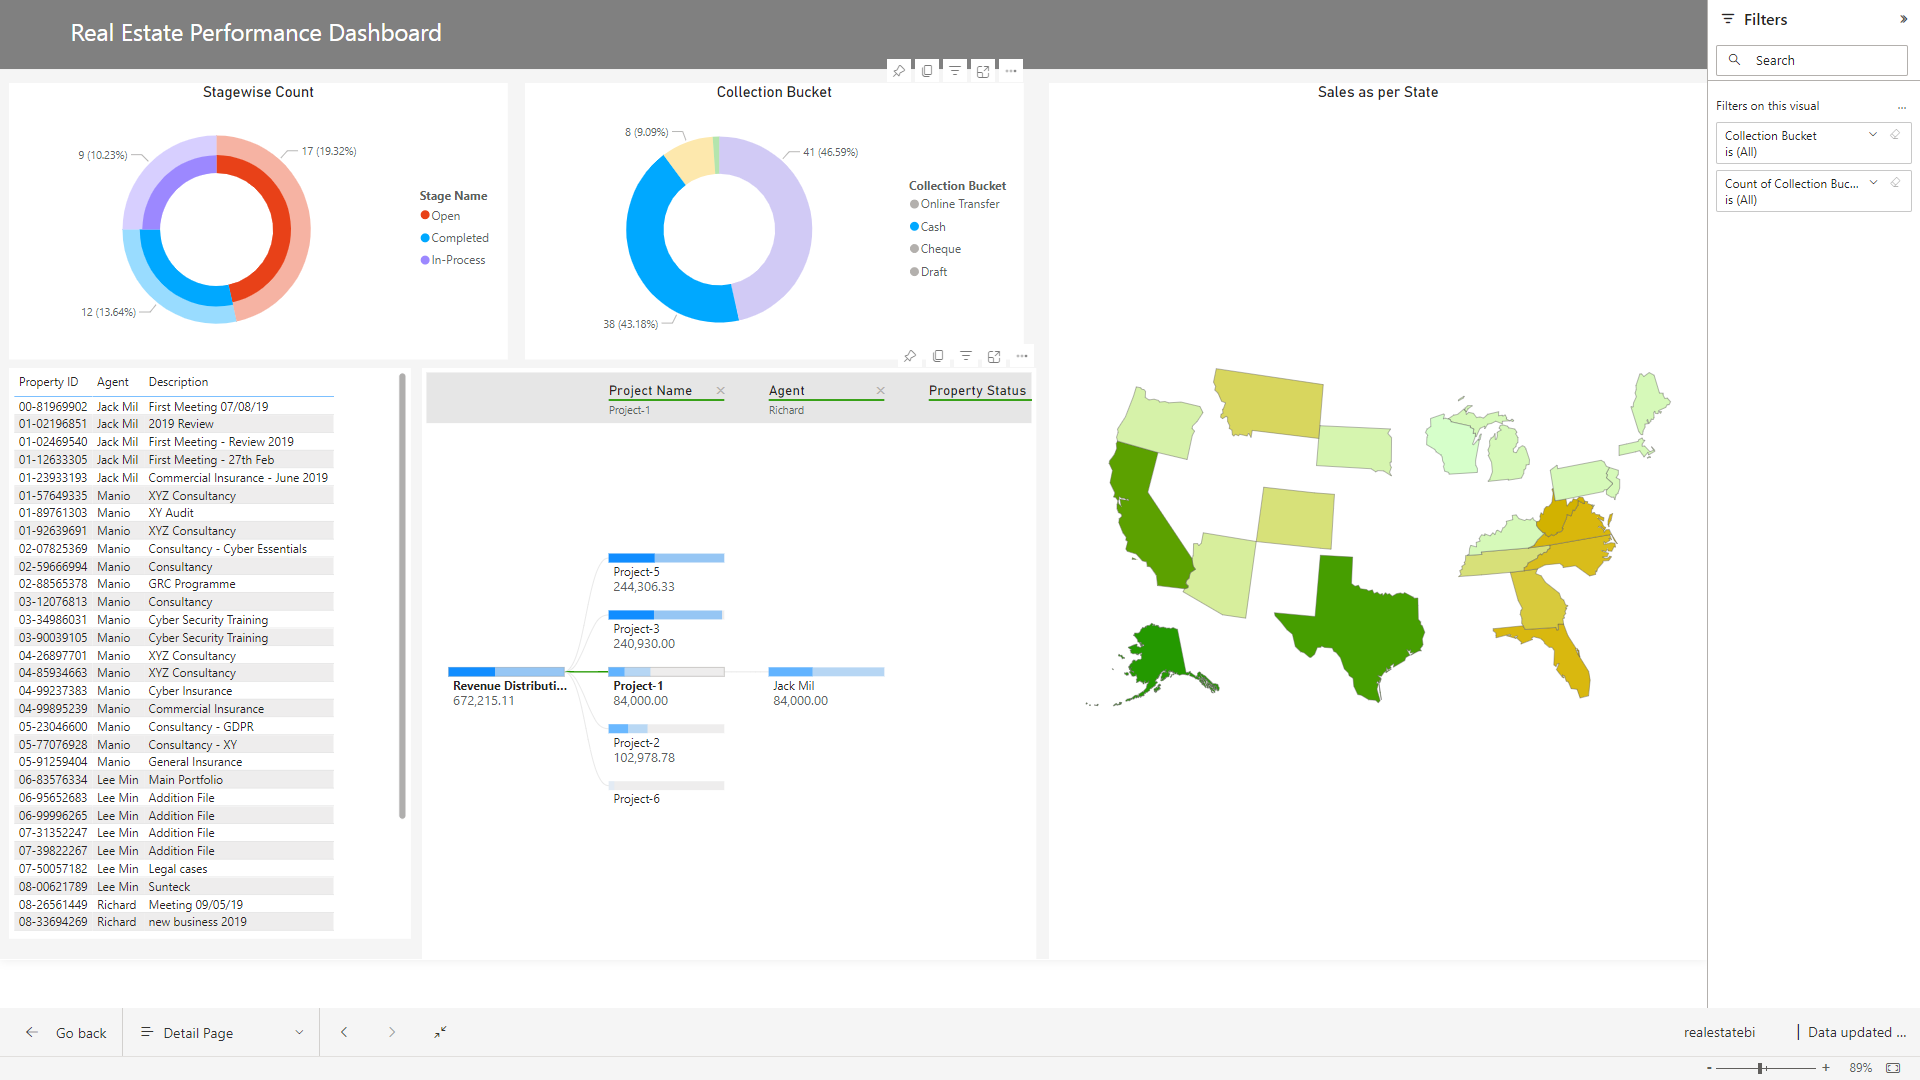 Real Estate Performance Dashboard
Stagewise Count
9 (10.23%)
17 (19.32%)
12 (13.64%)
Stage Name
Open
Completed
In-Process
Collection Bucket
8 (9.09%)
41 (46.59%)
38 (43.18%)
Collection Bucket
Online Transfer
Cash
Cheque
Draft
Sales as per State
Property ID Agent Description
00-81969902 Jack Mil First Meeting 07/08/19
01-02196851 Jack Mil 2019 Review
01-02469540 Jack Mil First Meeting - Review 2019
01-12633305 Jack Mil First Meeting - 27th Feb
01-23933193 Jack Mil Commercial Insurance - June 2019
01-57649335 Manio XYZ Consultancy
01-89761303 Manio XY Audit
01-92639691 Manio XYZ Consultancy
02-07825369 Manio Consultancy - Cyber Essentials
02-59666994 Manio Consultancy
02-88565378 Manio GRC Programme
03-12076813 Manio Consultancy
03-34986031 Manio Cyber Security Training
03-90039105 Manio Cyber Security Training
04-26897701 Manio XYZ Consultancy
04-85934663 Manio XYZ Consultancy
04-99237383 Manio Cyber Insurance
04-99895239 Manio Commercial Insurance
05-23046600 Manio Consultancy - GDPR
05-77076928 Manio Consultancy - XY
05-91259404 Manio General Insurance
06-83576334 Lee Min Main Portfolio
06-95652683 Lee Min Addition File
06-99996265 Lee Min Addition File
07-31352247 Lee Min Addition File
07-39822267 Lee Min Addition File
07-50057182 Lee Min Legal cases
08-00621789 Lee Min Sunteck
08-26561449 Richard Meeting 09/05/19
08-33694269 Richard new business 2019
Project Name Agent Property Status
Project-1 Richard
Project-5
244,306.33
Project-3
240,930.00
Revenue Distributi... Project-1 Jack Mil
672,215.11 84,000.00 84,000.00
Project-2
102,978.78
Project-6
Filters
Search
Filters on this visual ...
Collection Bucket
is (All)
Count of Collection Buc...
is (All)
Go back Detail Page realestatebi | Data updated ...
- + 89%